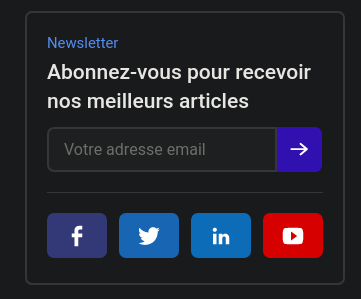 Newsletter
Abonnez-vous pour recevoir
nos meilleurs articles
Votre adresse email